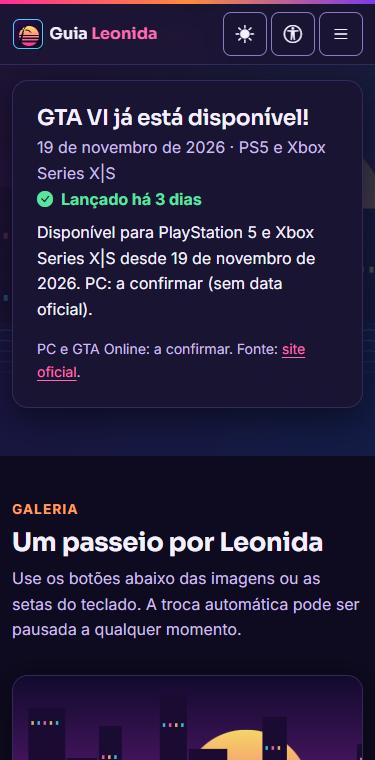 Guia Leonida
GTA VI já está disponível!
19 de novembro de 2026 · PS5 e Xbox
Series X|S
Lançado há 3 dias
Disponível para PlayStation 5 e Xbox
Series X|S desde 19 de novembro de
2026. PC: a confirmar (sem data
oficial).
PC e GTA Online: a confirmar. Fonte: site
oficial.
GALERIA
Um passeio por Leonida
Use os botões abaixo das imagens ou as
setas do teclado. A troca automática pode ser
pausada a qualquer momento.